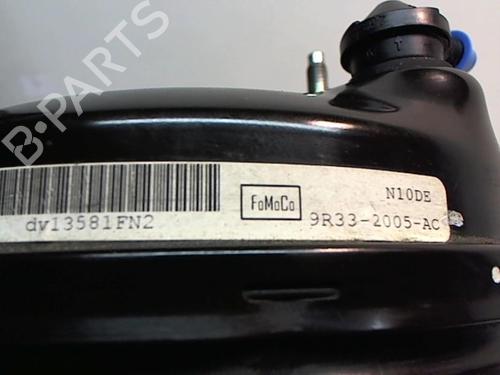 B-PARTS
N10DE
FoMoCo
dv13581FN2
9R33-2005-AC
T